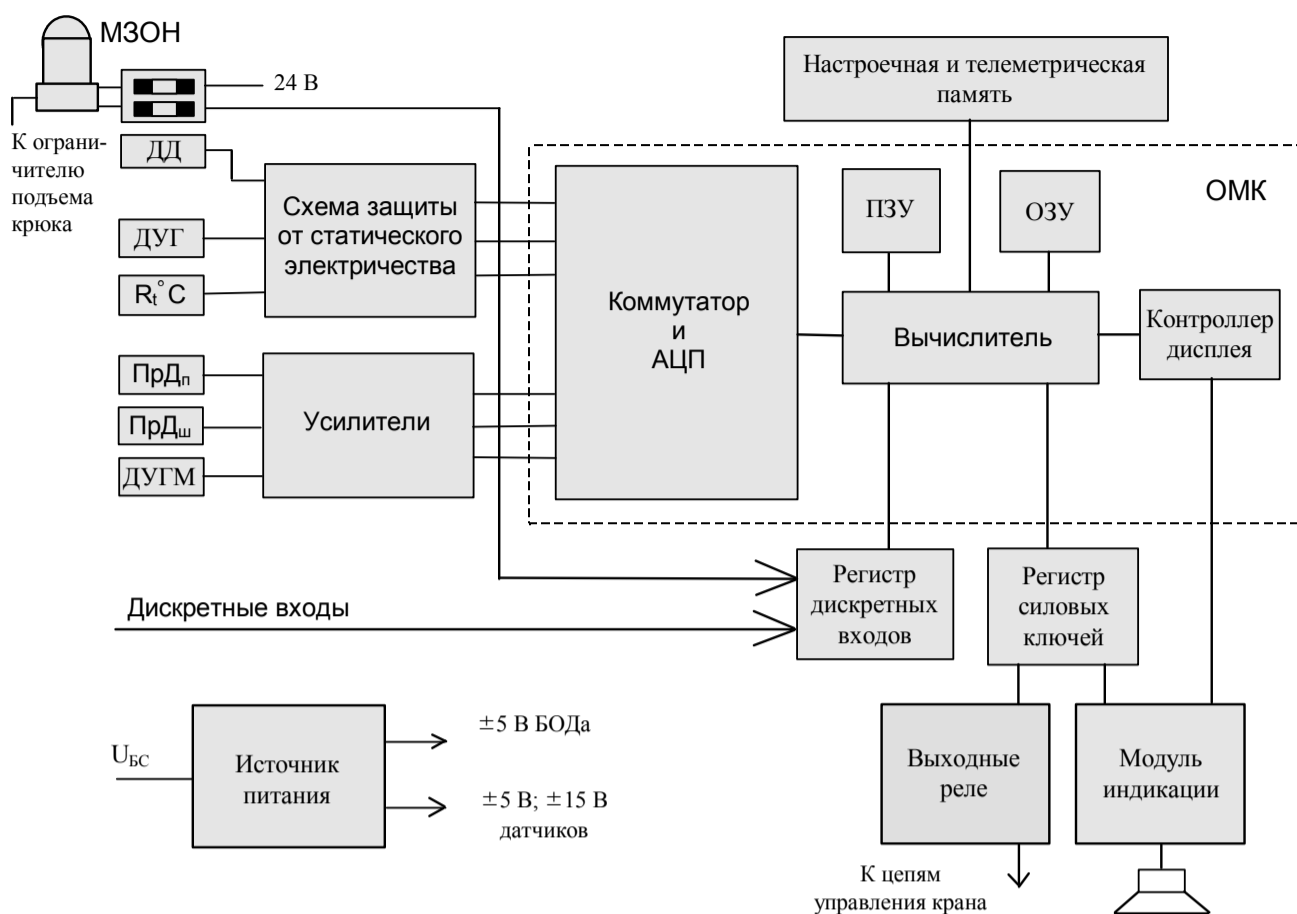 МЗОН
24 В
К ограни-
чителю
подъема
крюка
ДД
ДУГ
Rt°C
ПрДп
ПрДш
ДУГМ
Схема защиты
от статического
электричества
Усилители
Настроечная и телеметрическая
память
ОМК
Коммутатор
и
АЦП
ПЗУ
ОЗУ
Вычислитель
Контроллер
дисплея
Дискретные входы
Регистр
дискретных
входов
Регистр
силовых
ключей
UБС
Источник
питания
±5 В БОДа
±5 В; ±15 В
датчиков
Выходные
реле
Модуль
индикации
К цепям
управления крана